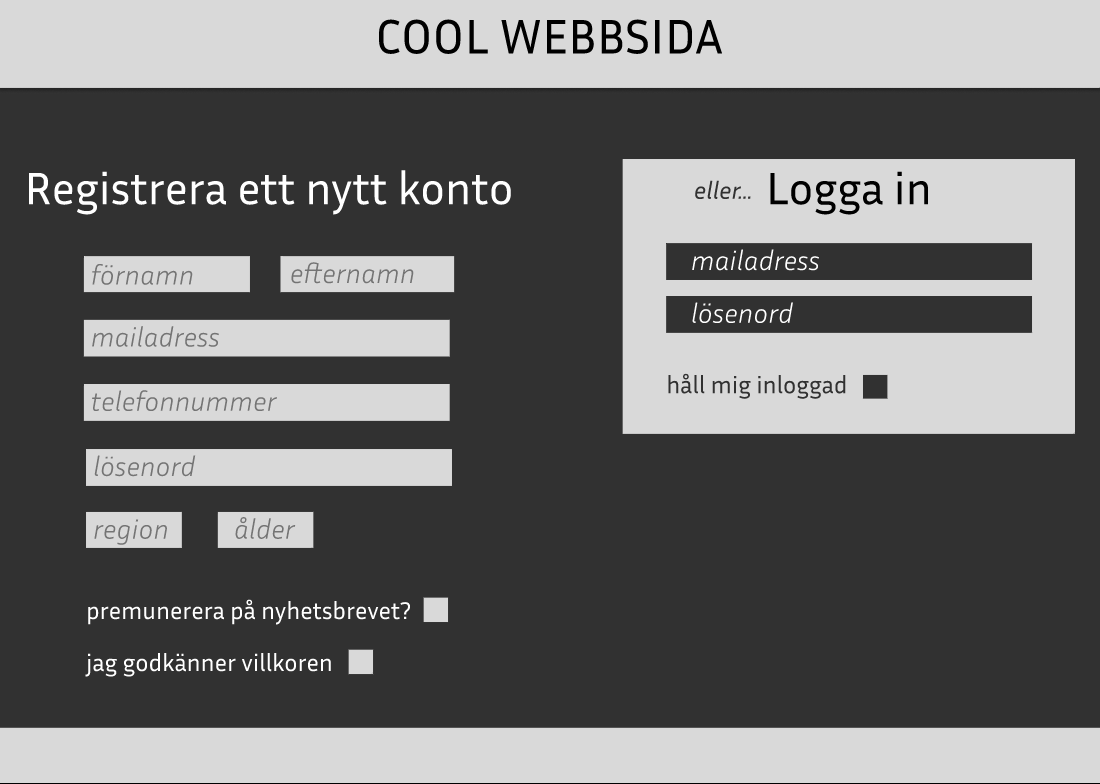 COOL WEBBSIDA
Registrera ett nytt konto
förnamn
efternamn
mailadress
telefonnummer
lösenord
region
ålder
premunerera på nyhetsbrevet?
jag godkänner villkoren
eller... Logga in
mailadress
lösenord
håll mig inloggad